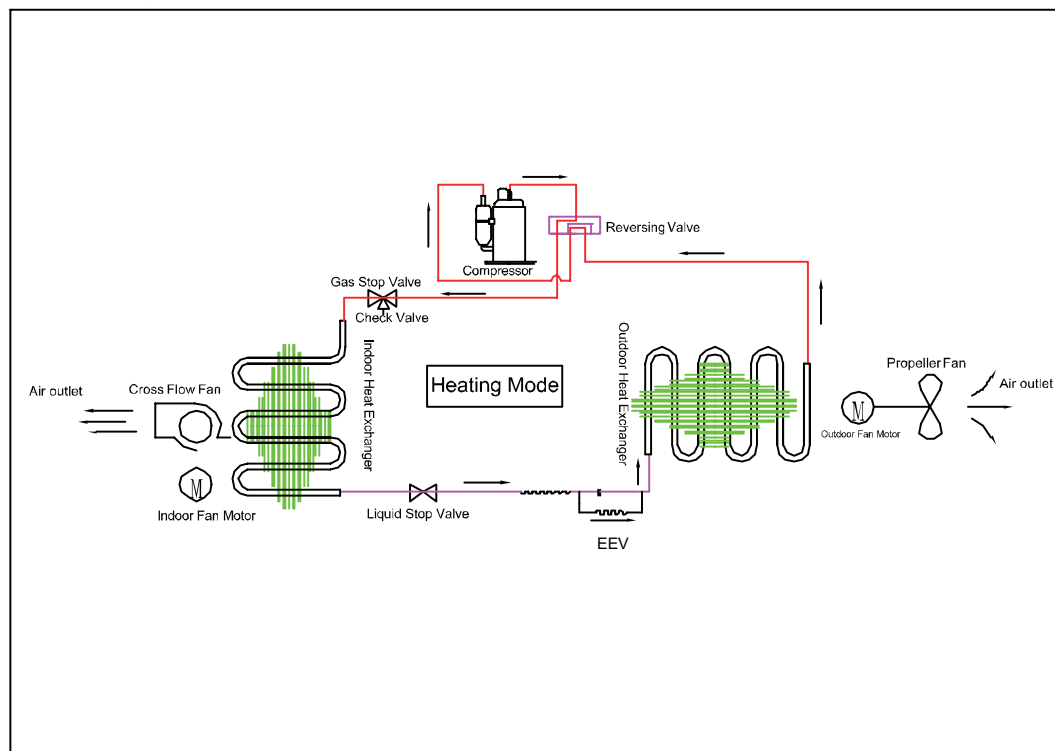 Reversing Valve
Compressor
Gas Stop Valve
Check Valve
Indoor Heat Exchanger
Heating Mode
Outdoor Heat Exchanger
Propeller Fan
Air outlet
Cross Flow Fan
Air outlet
M
Outdoor Fan Motor
M
Indoor Fan Motor
Liquid Stop Valve
EEV